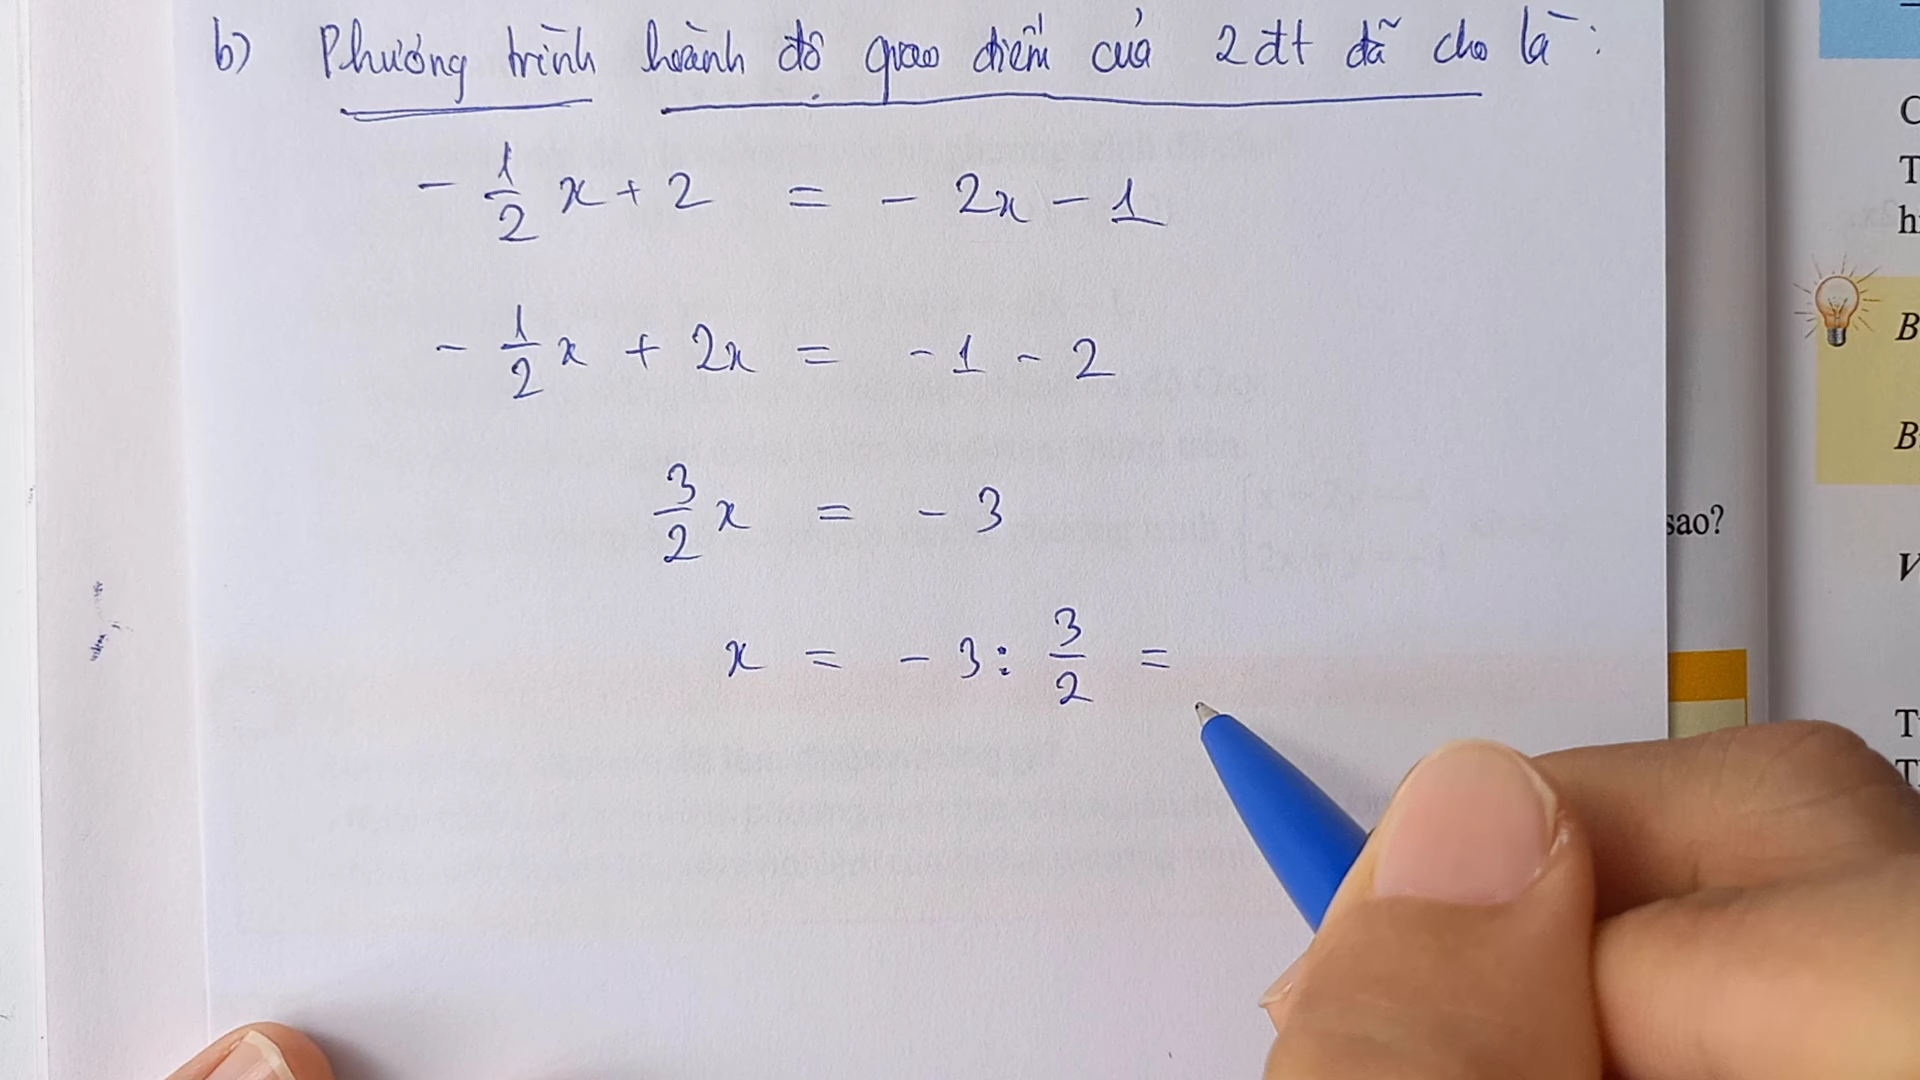 b) Phương trình hoành độ giao điểm của 2 đt đã cho là:
- 1/2 x + 2 = - 2x - 1
- 1/2 x + 2x = - 1 - 2
3/2 x = - 3
x = - 3 : 3/2 =
sao?